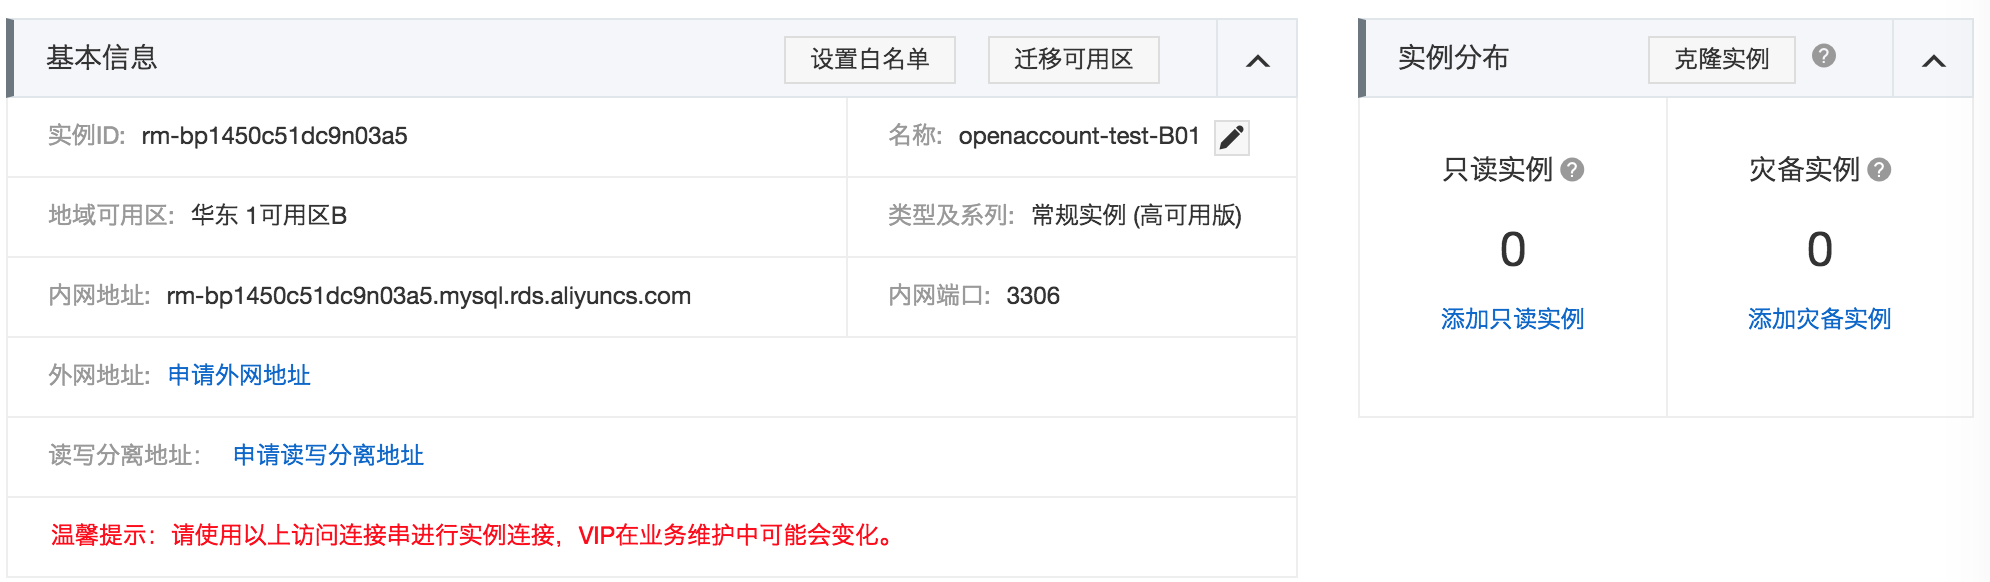 基本信息 设置白名单 迁移可用区
实例ID: rm-bp1450c51dc9n03a5 名称: openaccount-test-B01
地域可用区: 华东 1可用区B 类型及系列: 常规实例 (高可用版)
内网地址: rm-bp1450c51dc9n03a5.mysql.rds.aliyuncs.com 内网端口: 3306
外网地址: 申请外网地址
读写分离地址: 申请读写分离地址
温馨提示：请使用以上访问连接串进行实例连接，VIP在业务维护中可能会变化。
实例分布 克隆实例 ?
只读实例 ? 灾备实例 ?
0 0
添加只读实例 添加灾备实例